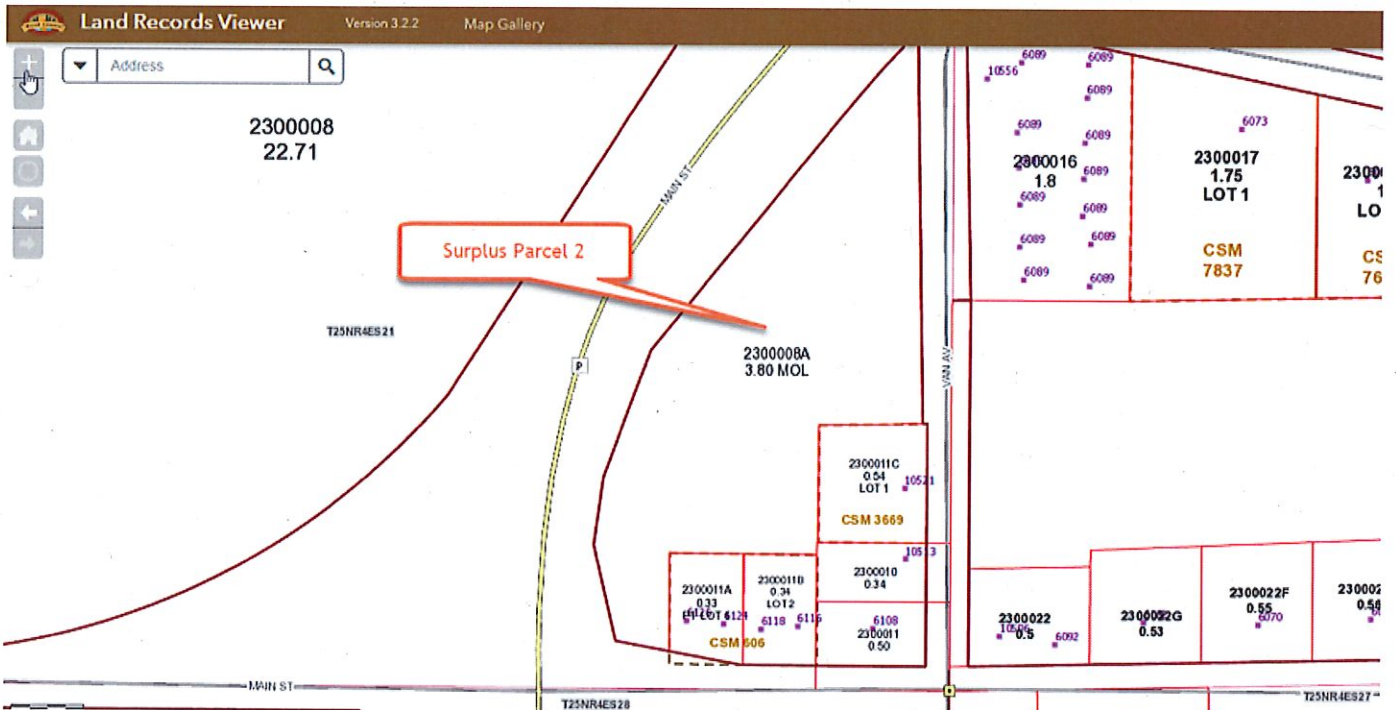 Land Records Viewer
Version 3.2.2
Map Gallery
Address
2300008
22.71
MAIN ST
Surplus Parcel 2
T25NR4ES21
P
2300008A
3.80 MOL
VAN AV
10556
6089
6089
6089
6089
6089
6089
6089
6089
6089
6089
6089
6089
2300016
1.8
6073
2300017
1.75
LOT 1
CSM
7837
LO
76
2300011C
0.54
LOT 1
10521
CSM 3669
10513
2300010
0.34
2300011A
0.33
6124
2300011B
0.34
LOT 2
6118
6116
CSM 606
6108
2300011
0.50
2300022
0.5
6092
2300022G
0.53
2300022F
0.55
6070
MAIN ST
T25NR4ES28
T25NR4ES27